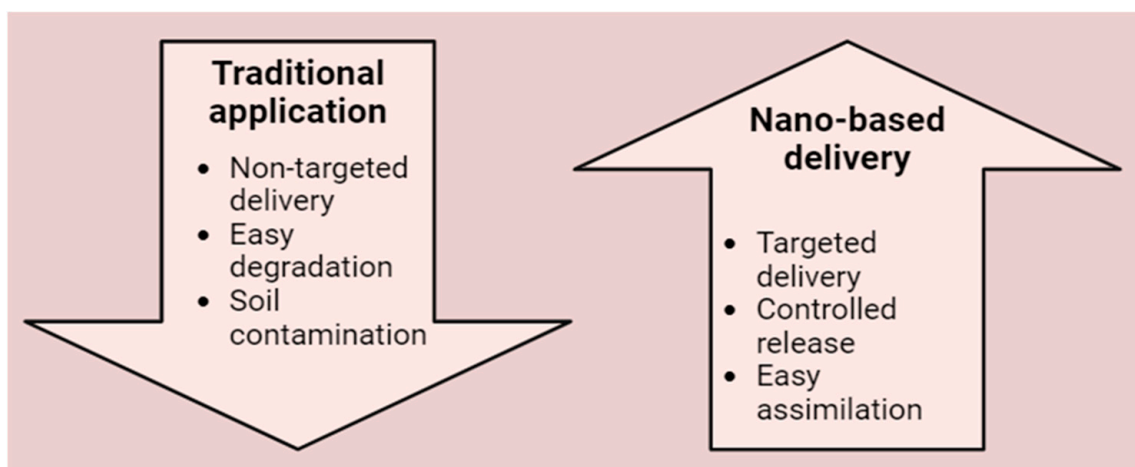 Traditional
application
• Non-targeted
delivery
• Easy
degradation
• Soil
contamination
Nano-based
delivery
• Targeted
delivery
• Controlled
release
• Easy
assimilation